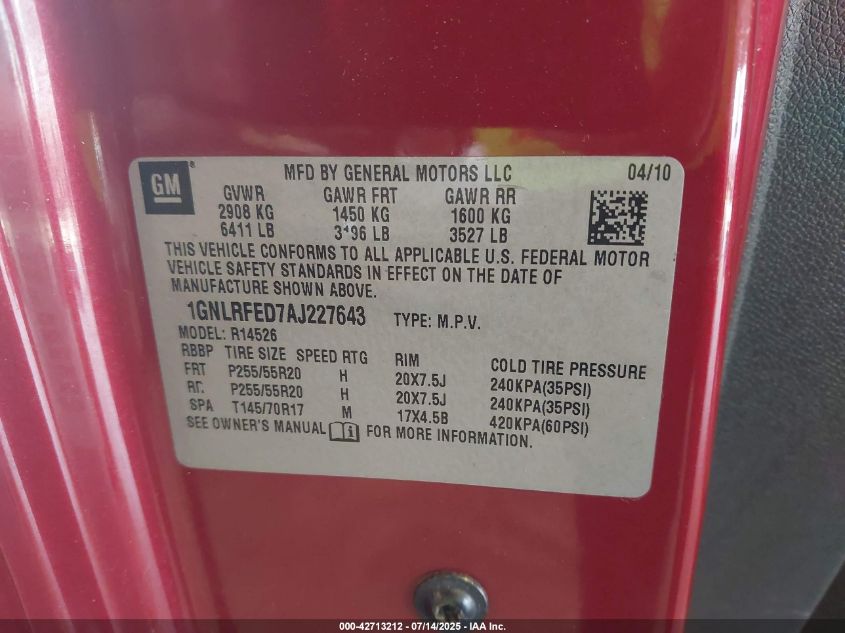 GM ® MFD BY GENERAL MOTORS LLC 04/10
GVWR GAWR FRT GAWR RR
2908 KG 1450 KG 1600 KG
6411 LB 3196 LB 3527 LB
THIS VEHICLE CONFORMS TO ALL APPLICABLE U.S. FEDERAL MOTOR
VEHICLE SAFETY STANDARDS IN EFFECT ON THE DATE OF
MANUFACTURE SHOWN ABOVE.
1GNLRFED7AJ227643 TYPE: M.P.V.
MODEL: R14526
RBBP TIRE SIZE SPEED RTG RIM COLD TIRE PRESSURE
FRT P255/55R20 H 20X7.5J 240KPA(35PSI)
RR P255/55R20 H 20X7.5J 240KPA(35PSI)
SPA T145/70R17 M 17X4.5B 420KPA(60PSI)
SEE OWNER'S MANUAL FOR MORE INFORMATION.
000-42713212 - 07/14/2025 - IAA Inc.